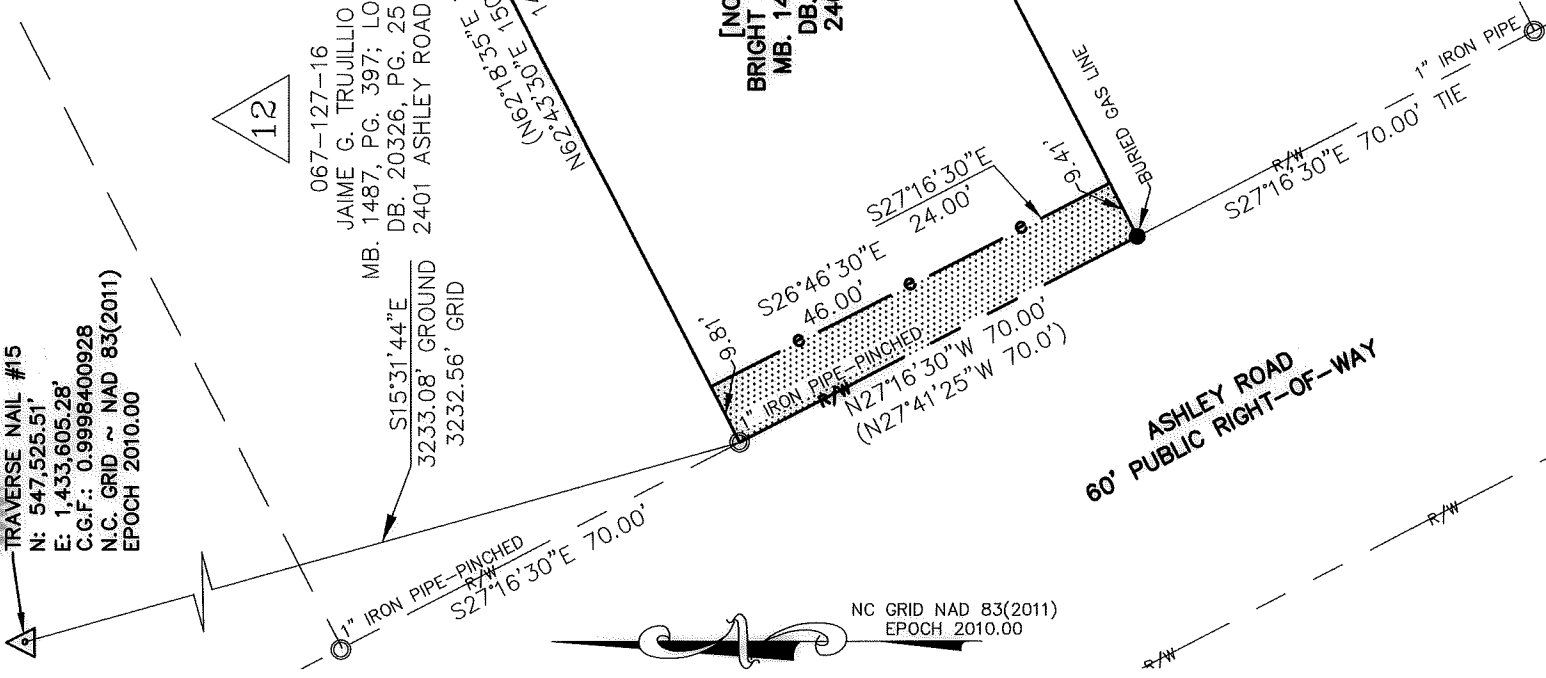 TRAVERSE NAIL #15
N: 547,525.51'
E: 1,433,605.28'
C.G.F.: 0.9998400928
N.C. GRID ~ NAD 83(2011)
EPOCH 2010.00
12
067-127-16
JAIME G. TRUJILLIO
MB. 1487, PG. 397; LO
DB. 20326, PG. 25
2401 ASHLEY ROAD
S15°31'44"E
3233.08' GROUND
3232.56' GRID
(N62°18'35"E
N62°43'30"E 150
[NO
BRIGHT
MB. 14
DB.
240
BURIED GAS LINE
9.41'
S27°16'30"E
24.00'
S26°46'30"E
46.00'
9.81'
1" IRON PIPE-PINCHED
R/W
N27°16'30"W 70.00'
(N27°41'25"W 70.0')
1" IRON PIPE
R/W
S27°16'30"E 70.00' TIE
1" IRON PIPE-PINCHED
R/W
S27°16'30"E 70.00'
ASHLEY ROAD
60' PUBLIC RIGHT-OF-WAY
R/W
R/W
NC GRID NAD 83(2011)
EPOCH 2010.00